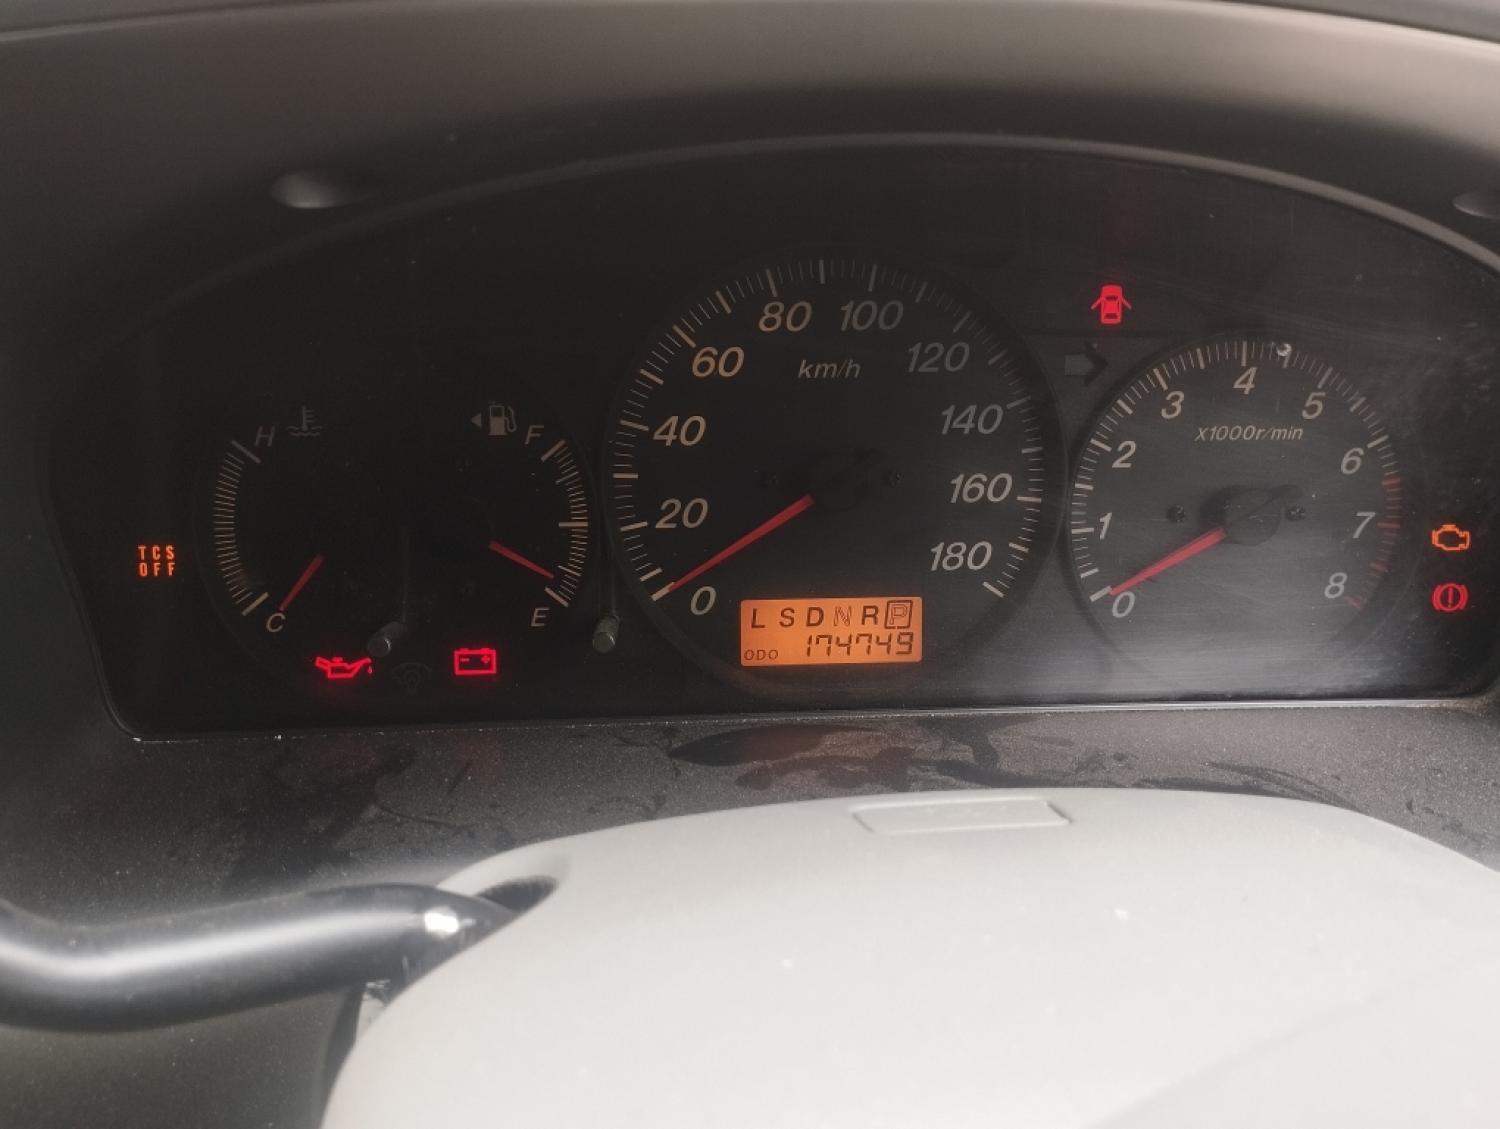 80 100
60 km/h 120
4
3 5
40 140
H F
x1000r/min
2 6
20 160
1 7
TCS
OFF
180
8
0 0
C E
L S D N R P
ODO 174749